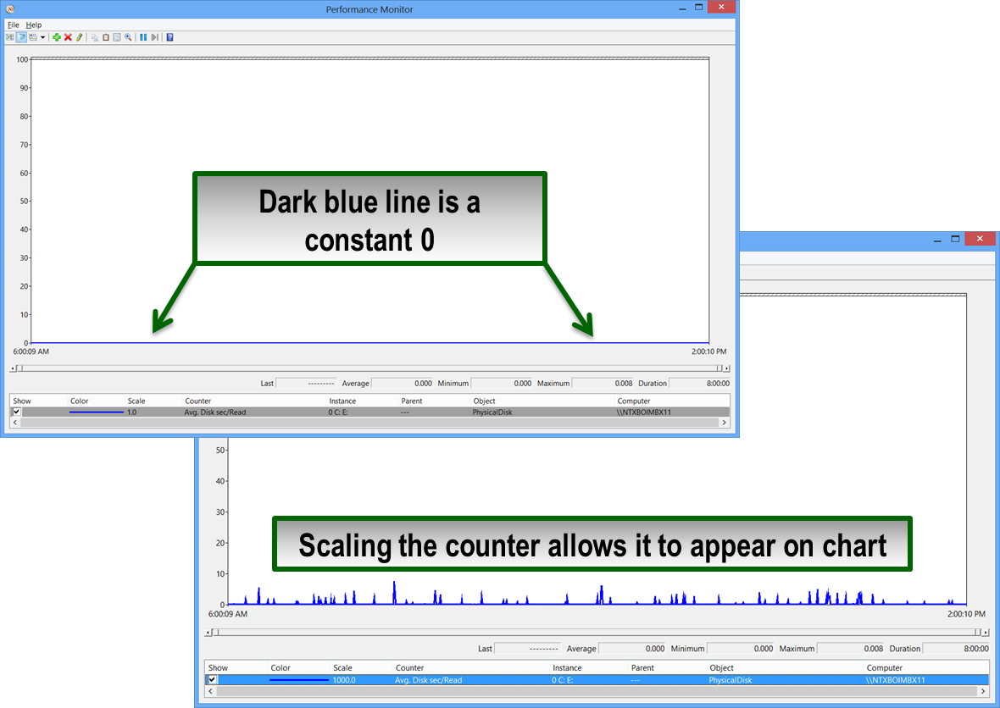 Performance Monitor
File Help
100
90
80
70
60
50
40
30
20
10
0
Dark blue line is a
constant 0
6:00:09 AM 2:00:10 PM
Last --------- Average 0.000 Minimum 0.000 Maximum 0.008 Duration 8:00:00
Show Color Scale Counter Instance Parent Object Computer
1.0 Avg. Disk sec/Read 0 C: E: --- PhysicalDisk \\NTXBOIMBX11
50
40
30
20
10
0
Scaling the counter allows it to appear on chart
6:00:09 AM 2:00:10 PM
Last --------- Average 0.000 Minimum 0.000 Maximum 0.008 Duration 8:00:00
Show Color Scale Counter Instance Parent Object Computer
1000.0 Avg. Disk sec/Read 0 C: E: --- PhysicalDisk \\NTXBOIMBX11